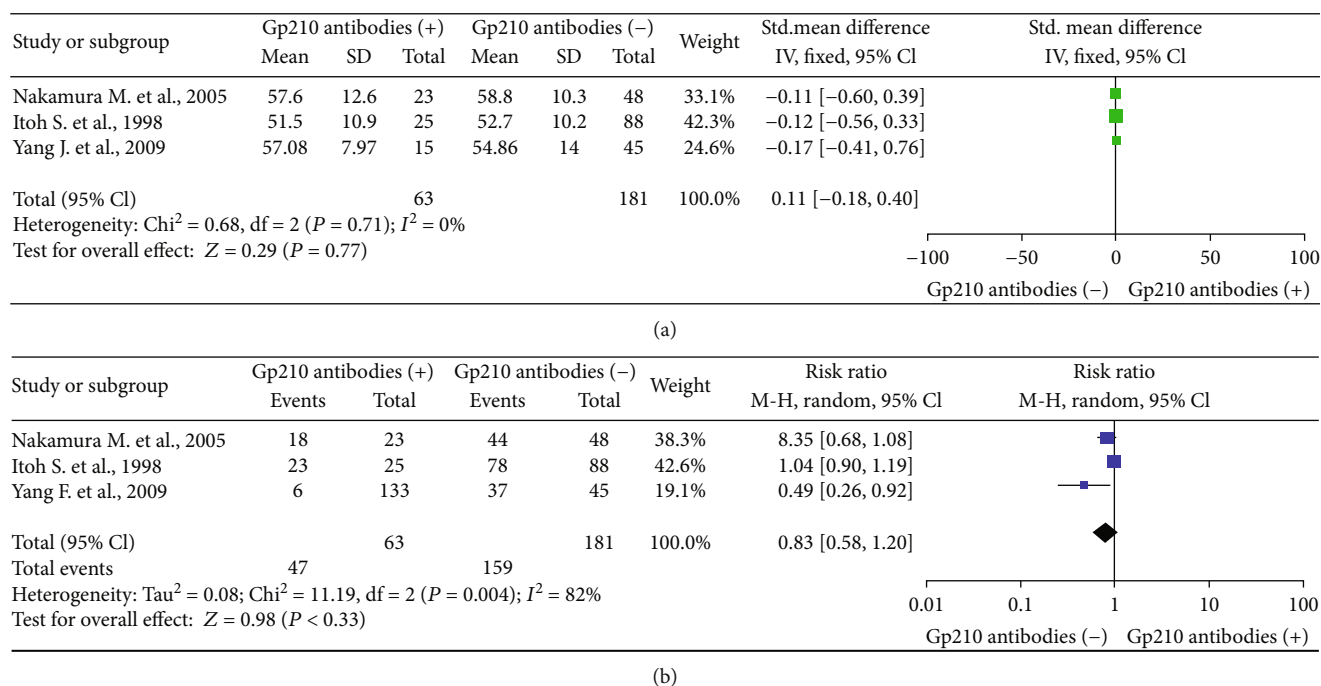 Study or subgroup Gp210 antibodies (+) Gp210 antibodies (−) Weight Std.mean difference Std. mean difference
Mean SD Total Mean SD Total IV, fixed, 95% Cl IV, fixed, 95% Cl
Nakamura M. et al., 2005 57.6 12.6 23 58.8 10.3 48 33.1% −0.11 [−0.60, 0.39]
Itoh S. et al., 1998 51.5 10.9 25 52.7 10.2 88 42.3% −0.12 [−0.56, 0.33]
Yang J. et al., 2009 57.08 7.97 15 54.86 14 45 24.6% −0.17 [−0.41, 0.76]
Total (95% Cl) 63 181 100.0% 0.11 [−0.18, 0.40]
Heterogeneity: Chi² = 0.68, df = 2 (P = 0.71); I² = 0%
Test for overall effect: Z = 0.29 (P = 0.77)
−100 −50 0 50 100
Gp210 antibodies (−) Gp210 antibodies (+)
(a)
Study or subgroup Gp210 antibodies (+) Gp210 antibodies (−) Weight Risk ratio Risk ratio
Events Total Events Total M-H, random, 95% Cl M-H, random, 95% Cl
Nakamura M. et al., 2005 18 23 44 48 38.3% 8.35 [0.68, 1.08]
Itoh S. et al., 1998 23 25 78 88 42.6% 1.04 [0.90, 1.19]
Yang F. et al., 2009 6 133 37 45 19.1% 0.49 [0.26, 0.92]
Total (95% Cl) 63 181 100.0% 0.83 [0.58, 1.20]
Total events 47 159
Heterogeneity: Tau² = 0.08; Chi² = 11.19, df = 2 (P = 0.004); I² = 82%
Test for overall effect: Z = 0.98 (P < 0.33)
0.01 0.1 1 10 100
Gp210 antibodies (−) Gp210 antibodies (+)
(b)